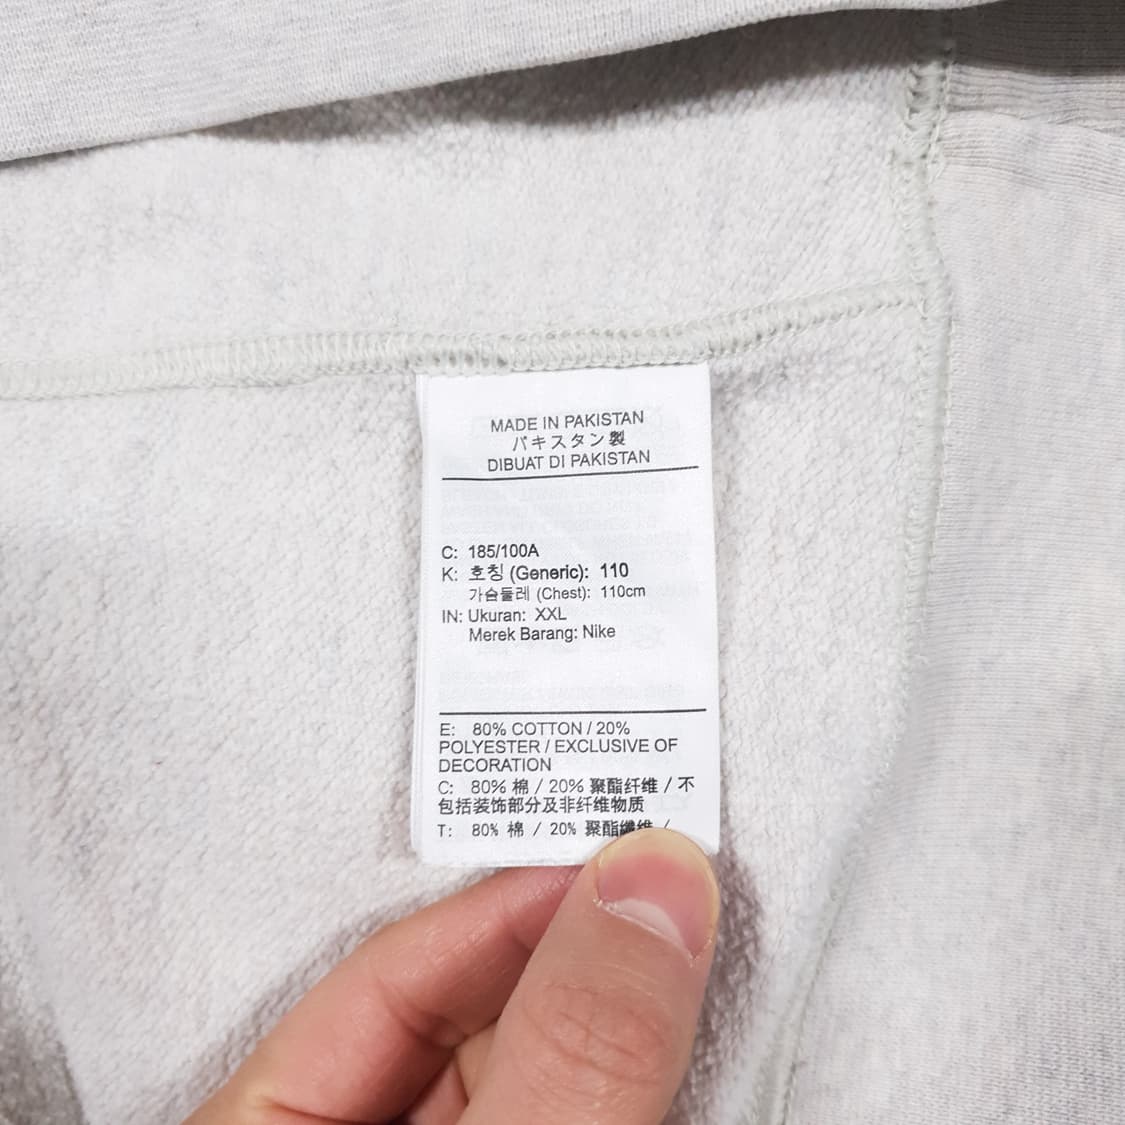 MADE IN PAKISTAN
パキスタン製
DIBUAT DI PAKISTAN
C: 185/100A
K: 호칭 (Generic): 110
가슴둘레 (Chest): 110cm
IN: Ukuran: XXL
Merek Barang: Nike
E: 80% COTTON / 20%
POLYESTER / EXCLUSIVE OF
DECORATION
C: 80% 棉 / 20% 聚酯纤维 / 不
包括装饰部分及非纤维物质
T: 80% 棉 / 20% 聚酯纖維 /